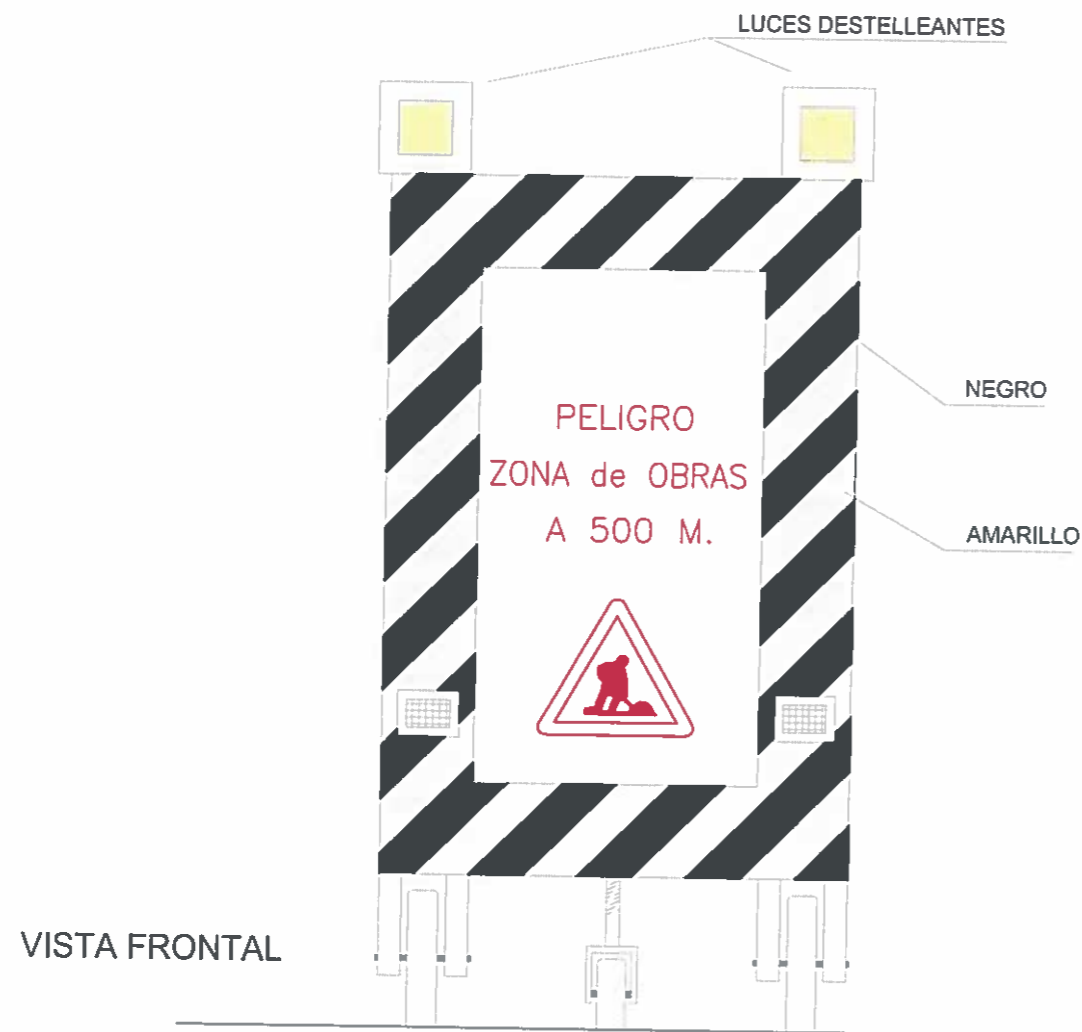 LUCES DESTELLEANTES
NEGRO
PELIGRO
ZONA de OBRAS
A 500 M.
AMARILLO
VISTA FRONTAL